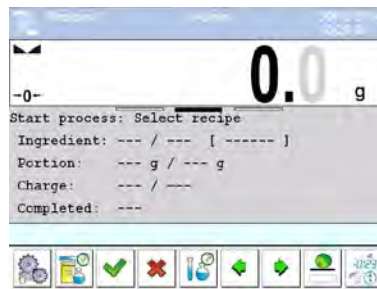 0.0 g
→0←
Start process: Select recipe
Ingredient: --- / --- [ ------ ]
Portion: --- g / --- g
Charge: --- / ---
Completed: ---